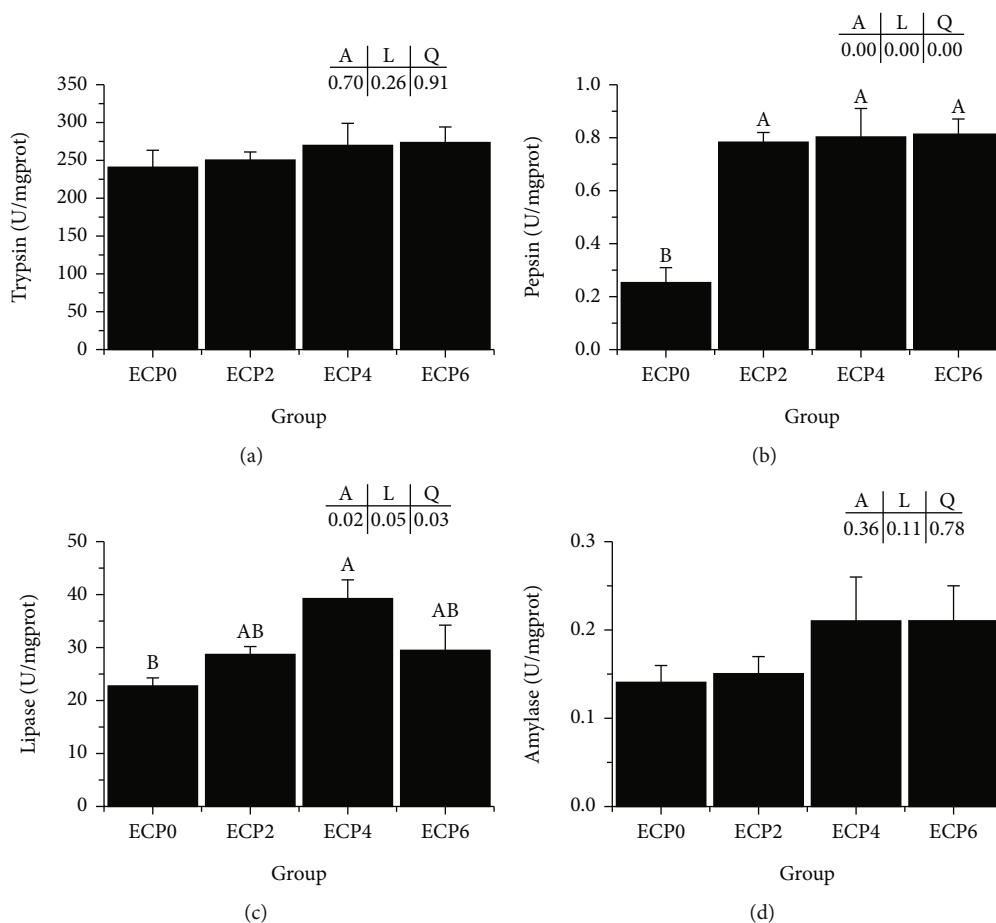 A L Q
0.70 0.26 0.91
350
300
250
200
150
100
50
0
Trypsin (U/mgprot)
ECP0 ECP2 ECP4 ECP6
Group
(a)
A L Q
0.00 0.00 0.00
1.0
0.8
0.6
0.4
0.2
0.0
Pepsin (U/mgprot)
B A A A
ECP0 ECP2 ECP4 ECP6
Group
(b)
A L Q
0.02 0.05 0.03
50
40
30
20
10
0
Lipase (U/mgprot)
B AB A AB
ECP0 ECP2 ECP4 ECP6
Group
(c)
A L Q
0.36 0.11 0.78
0.3
0.2
0.1
0.0
Amylase (U/mgprot)
ECP0 ECP2 ECP4 ECP6
Group
(d)